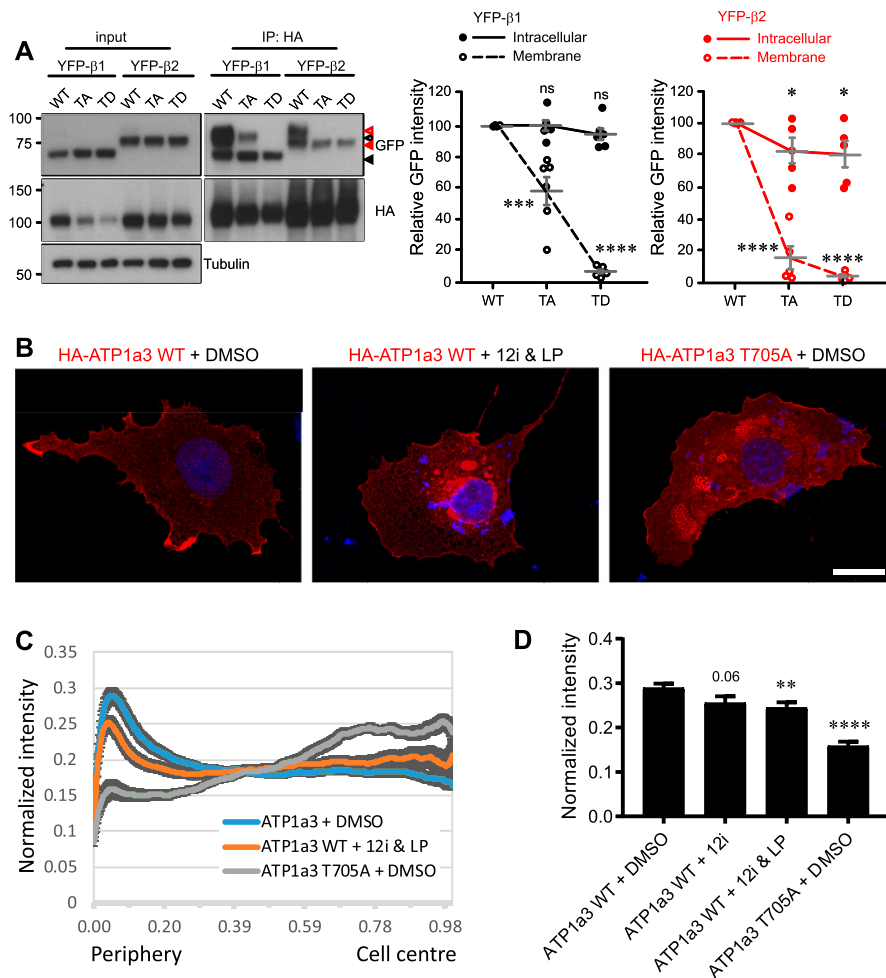 A
input
IP: HA
YFP-β1
YFP-β2
YFP-β1
YFP-β2
WT
TA
TD
WT
TA
TD
WT
TA
TD
WT
TA
TD
100
75
GFP
150
100
HA
50
Tubulin
YFP-β1
Intracellular
Membrane
Relative GFP intensity
120
100
80
60
40
20
0
ns
ns
***
****
WT
TA
TD
YFP-β2
Intracellular
Membrane
Relative GFP intensity
120
100
80
60
40
20
0
*
*
****
****
WT
TA
TD
B
HA-ATP1a3 WT + DMSO
HA-ATP1a3 WT + 12i & LP
HA-ATP1a3 T705A + DMSO
C
Normalized intensity
0.35
0.3
0.25
0.2
0.15
0.1
0.05
0
ATP1a3 + DMSO
ATP1a3 WT + 12i & LP
ATP1a3 T705A + DMSO
0.00
0.20
0.39
0.59
0.78
0.98
Periphery
Cell centre
D
Normalized intensity
0.4
0.3
0.2
0.1
0.0
0.06
**
****
ATP1a3 WT + DMSO
ATP1a3 WT + 12i
ATP1a3 WT + 12i & LP
ATP1a3 T705A + DMSO